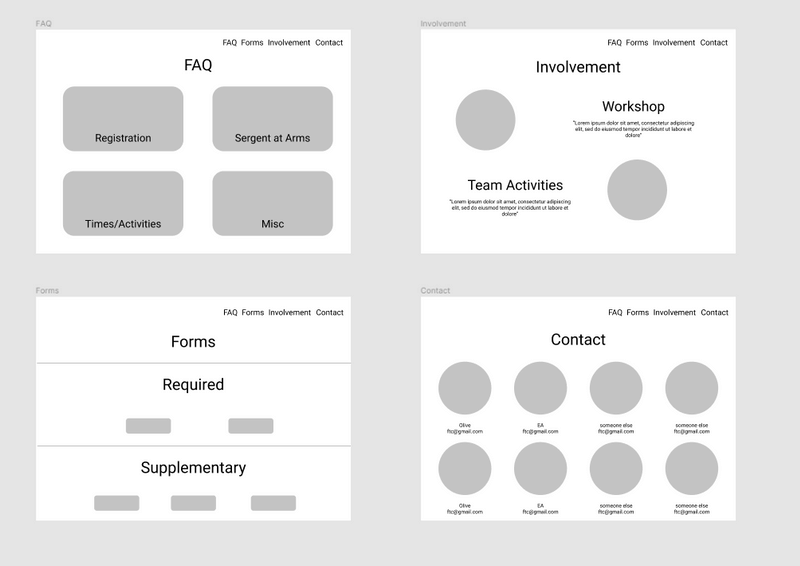 FAQ
FAQ Forms Involvement Contact
FAQ
Registration
Sergent at Arms
Times/Activities
Misc
Involvement
FAQ Forms Involvement Contact
Involvement
Workshop
"Lorem ipsum dolor sit amet, consectetur adipiscing
elit, sed do eiusmod tempor incididunt ut labore et
dolore"
Team Activities
"Lorem ipsum dolor sit amet, consectetur adipiscing
elit, sed do eiusmod tempor incididunt ut labore et
dolore"
Forms
FAQ Forms Involvement Contact
Forms
Required
Supplementary
Contact
FAQ Forms Involvement Contact
Contact
Olive
ftc@gmail.com
EA
ftc@gmail.com
someone else
ftc@gmail.com
someone else
ftc@gmail.com
Olive
ftc@gmail.com
EA
ftc@gmail.com
someone else
ftc@gmail.com
someone else
ftc@gmail.com